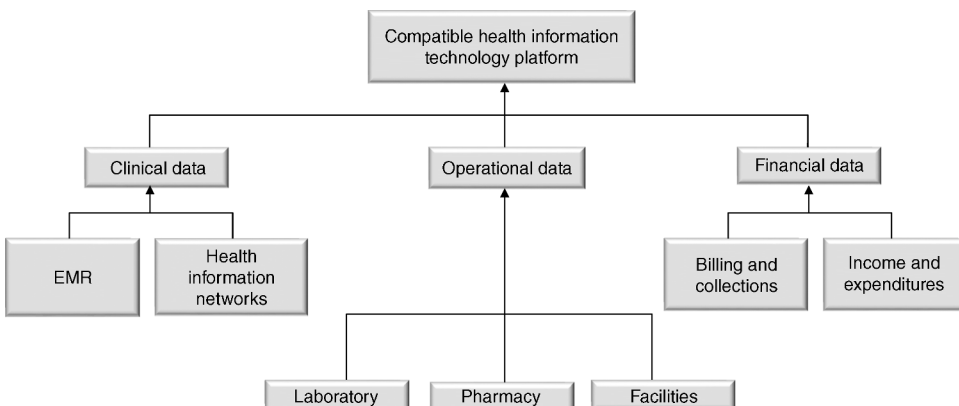 Compatible health information
technology platform
Clinical data
Operational data
Financial data
EMR
Health
information
networks
Billing and
collections
Income and
expenditures
Laboratory
Pharmacy
Facilities